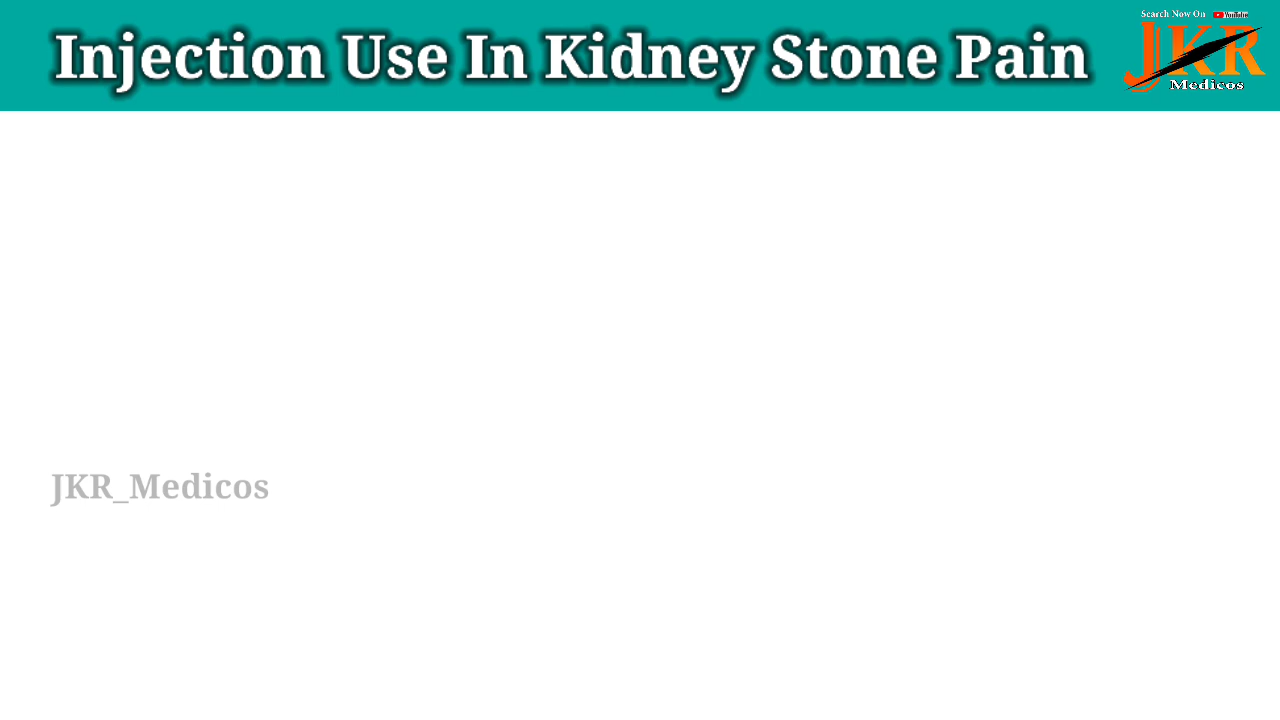 Injection Use In Kidney Stone Pain
Search Now On YouTube
JKR
Medicos
JKR_Medicos